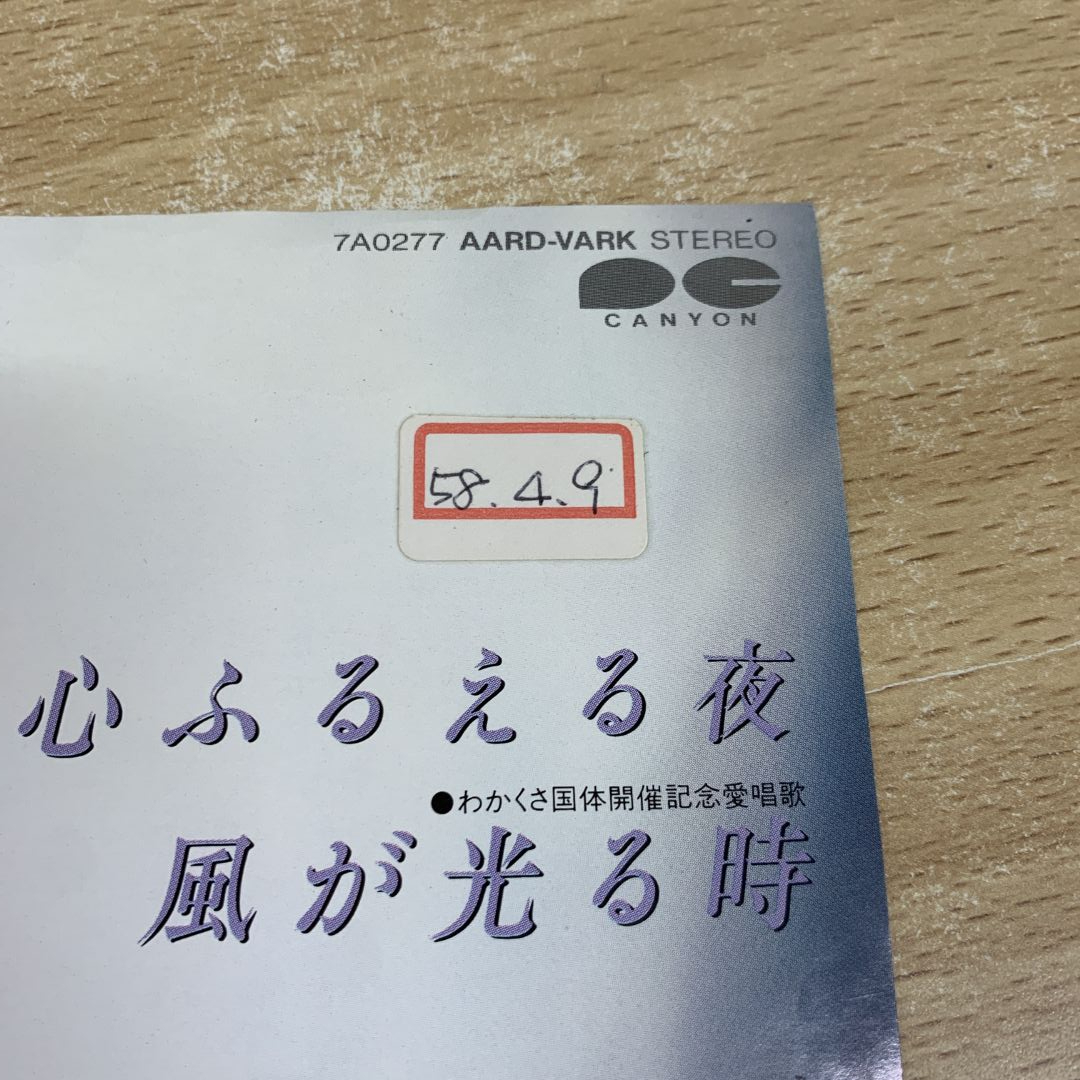 7A0277 AARD-VARK STEREO
CANYON
58.4.9
心ふるえる夜
●わかくさ国体開催記念愛唱歌
風が光る時